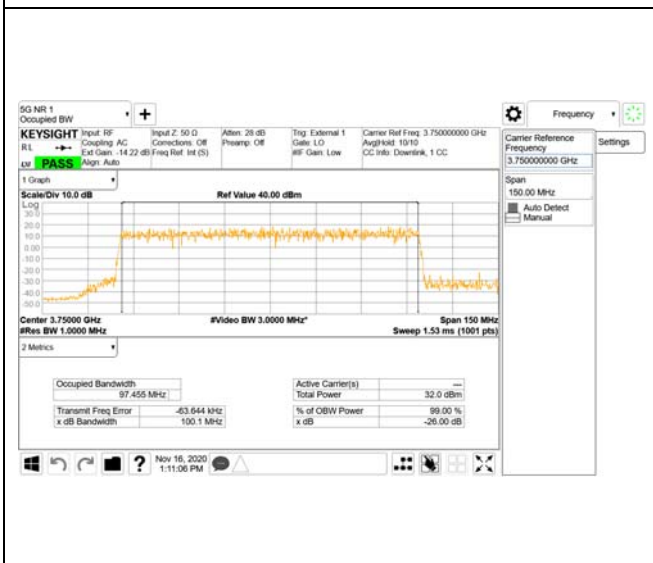 5G NR 1
Occupied BW
+
Frequency
KEYSIGHT Input: RF Input Z: 50 Ω Atten: 28 dB Trig: External 1 Carrier Ref Freq: 3.750000000 GHz
RL Coupling: AC Corrections: Off Preamp: Off Gate: LO Avg|Hold: 10/10
Ext Gain: -14.22 dB Freq Ref: Int (S) #IF Gain: Low CC Info: Downlink, 1 CC
PASS Align: Auto
Carrier Reference Frequency
3.750000000 GHz
Settings
Span
150.00 MHz
Auto Detect
Manual
1 Graph
Scale/Div 10.0 dB Ref Value 40.00 dBm
Log
30.0
20.0
10.0
0.00
-10.0
-20.0
-30.0
-40.0
-50.0
Center 3.75000 GHz #Video BW 3.0000 MHz* Span 150 MHz
#Res BW 1.0000 MHz Sweep 1.53 ms (1001 pts)
2 Metrics
Occupied Bandwidth Active Carrier(s) ---
97.455 MHz Total Power 32.0 dBm
Transmit Freq Error -63.644 kHz % of OBW Power 99.00 %
x dB Bandwidth 100.1 MHz x dB -26.00 dB
? Nov 16, 2020
1:11:06 PM